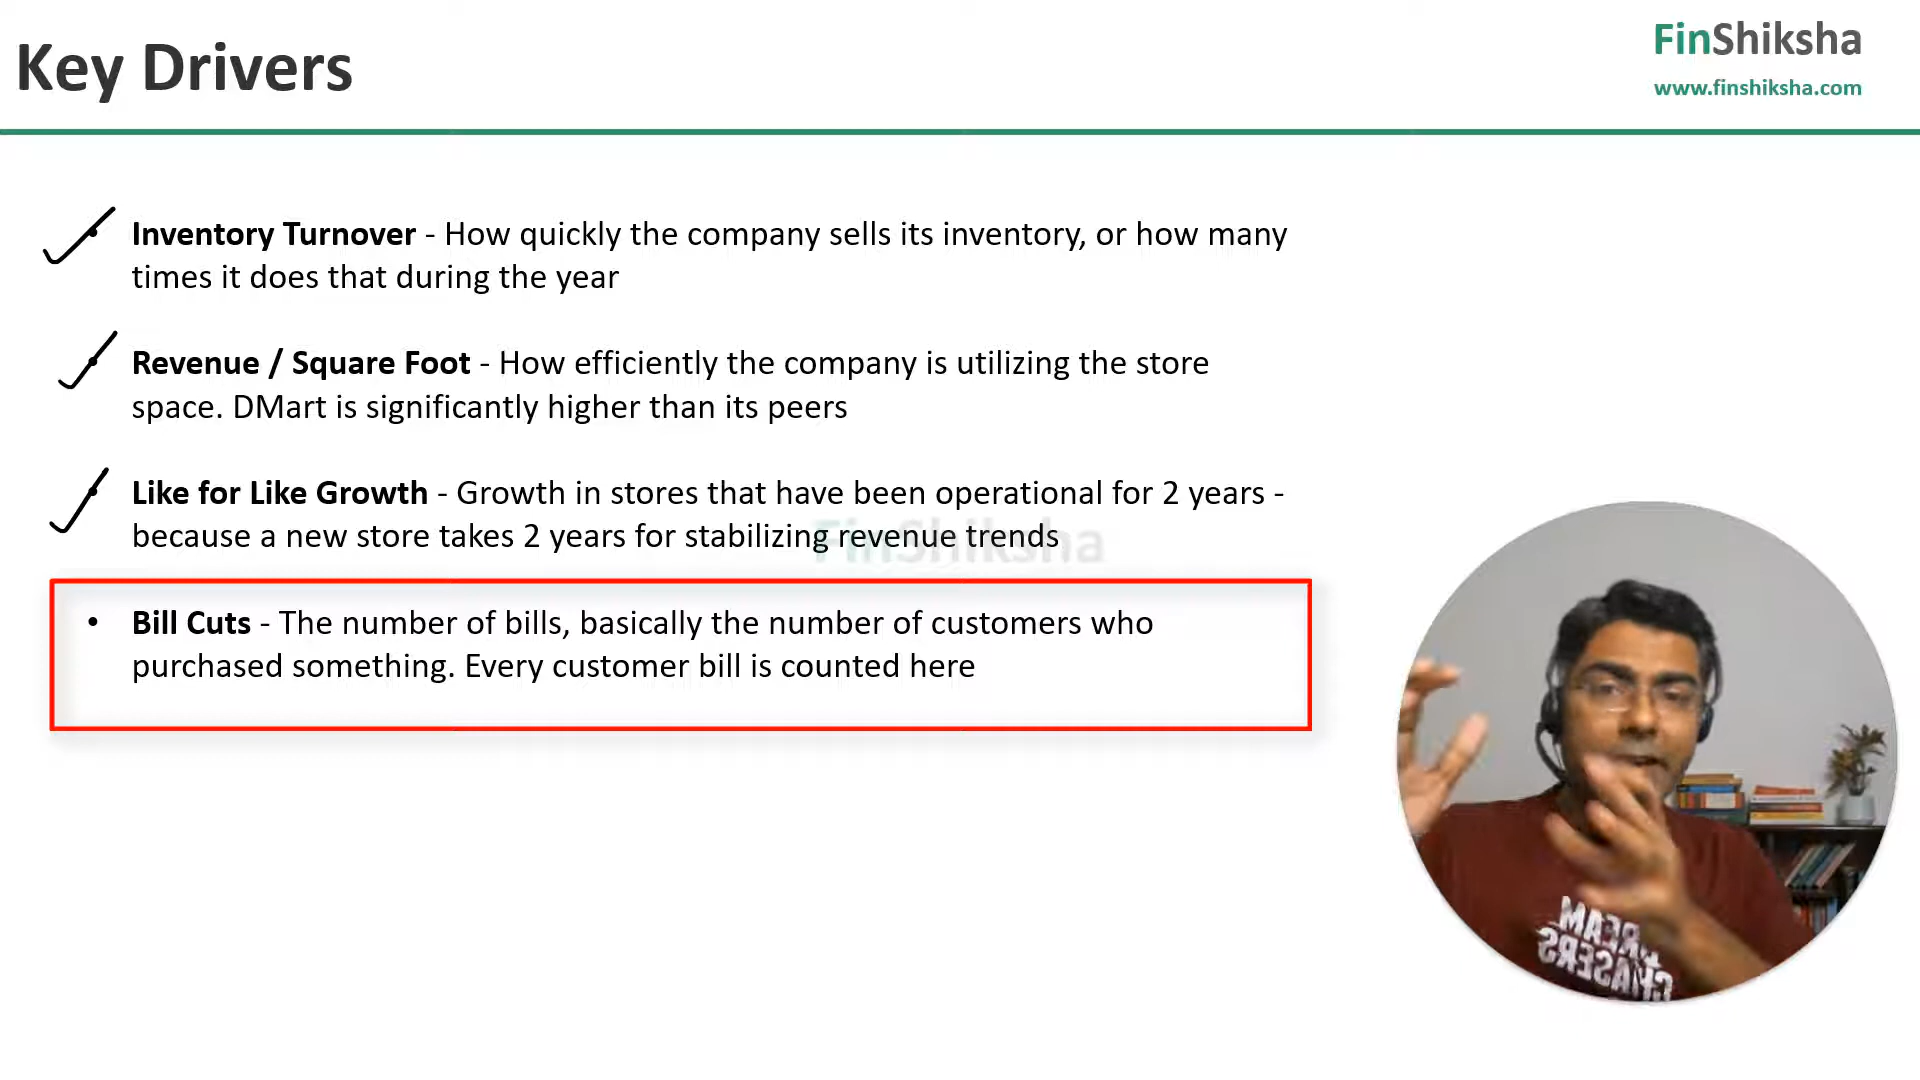 Key Drivers
FinShiksha
www.finshiksha.com
Inventory Turnover - How quickly the company sells its inventory, or how many
times it does that during the year
Revenue / Square Foot - How efficiently the company is utilizing the store
space. DMart is significantly higher than its peers
Like for Like Growth - Growth in stores that have been operational for 2 years -
because a new store takes 2 years for stabilizing revenue trends
FinShiksha
• Bill Cuts - The number of bills, basically the number of customers who
purchased something. Every customer bill is counted here
DREAM
CHASERS